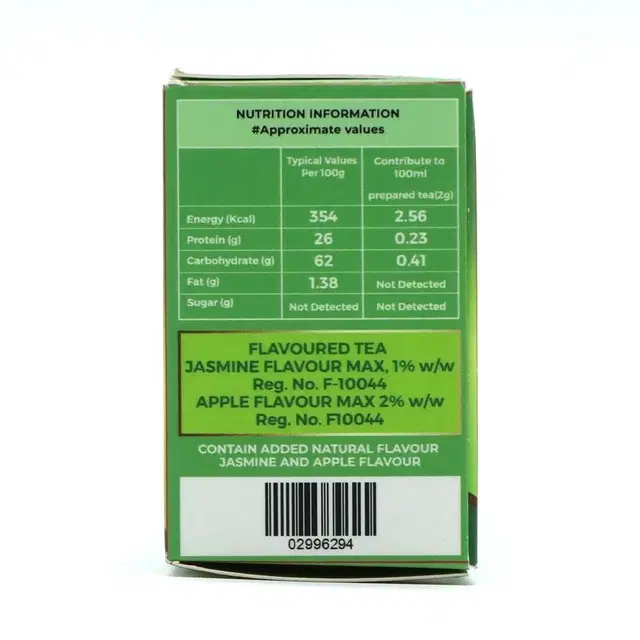 NUTRITION INFORMATION
#Approximate values
Typical Values Per 100g
Contribute to 100ml prepared tea(2g)
Energy (Kcal) 354 2.56
Protein (g) 26 0.23
Carbohydrate (g) 62 0.41
Fat (g) 1.38 Not Detected
Sugar (g) Not Detected Not Detected
FLAVOURED TEA
JASMINE FLAVOUR MAX, 1% w/w
Reg. No. F-10044
APPLE FLAVOUR MAX 2% w/w
Reg. No. F10044
CONTAIN ADDED NATURAL FLAVOUR
JASMINE AND APPLE FLAVOUR
02996294